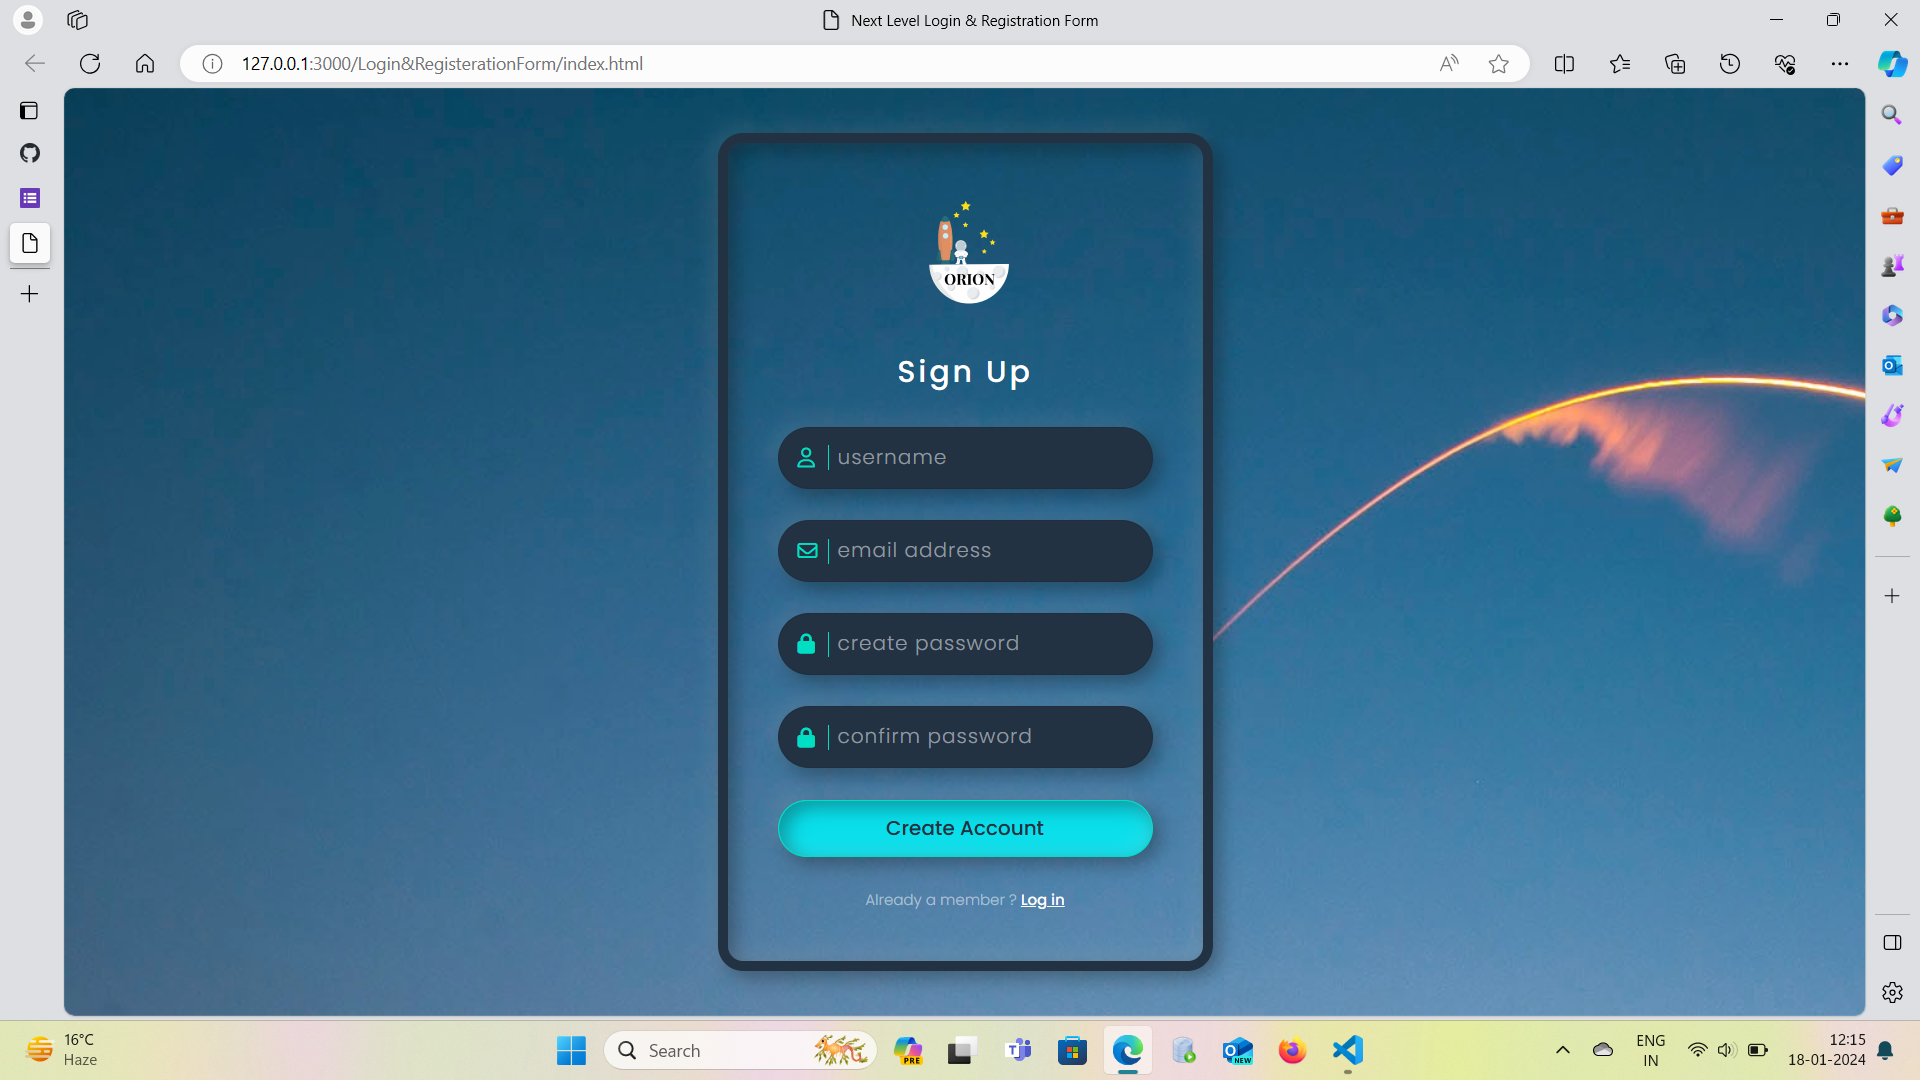 Next Level Login & Registration Form
127.0.0.1:3000/Login&RegisterationForm/index.html
ORION
Sign Up
username
email address
create password
confirm password
Create Account
Already a member ? Log in
16°C
Haze
Search
PRE
NEW
ENG
IN
12:15
18-01-2024